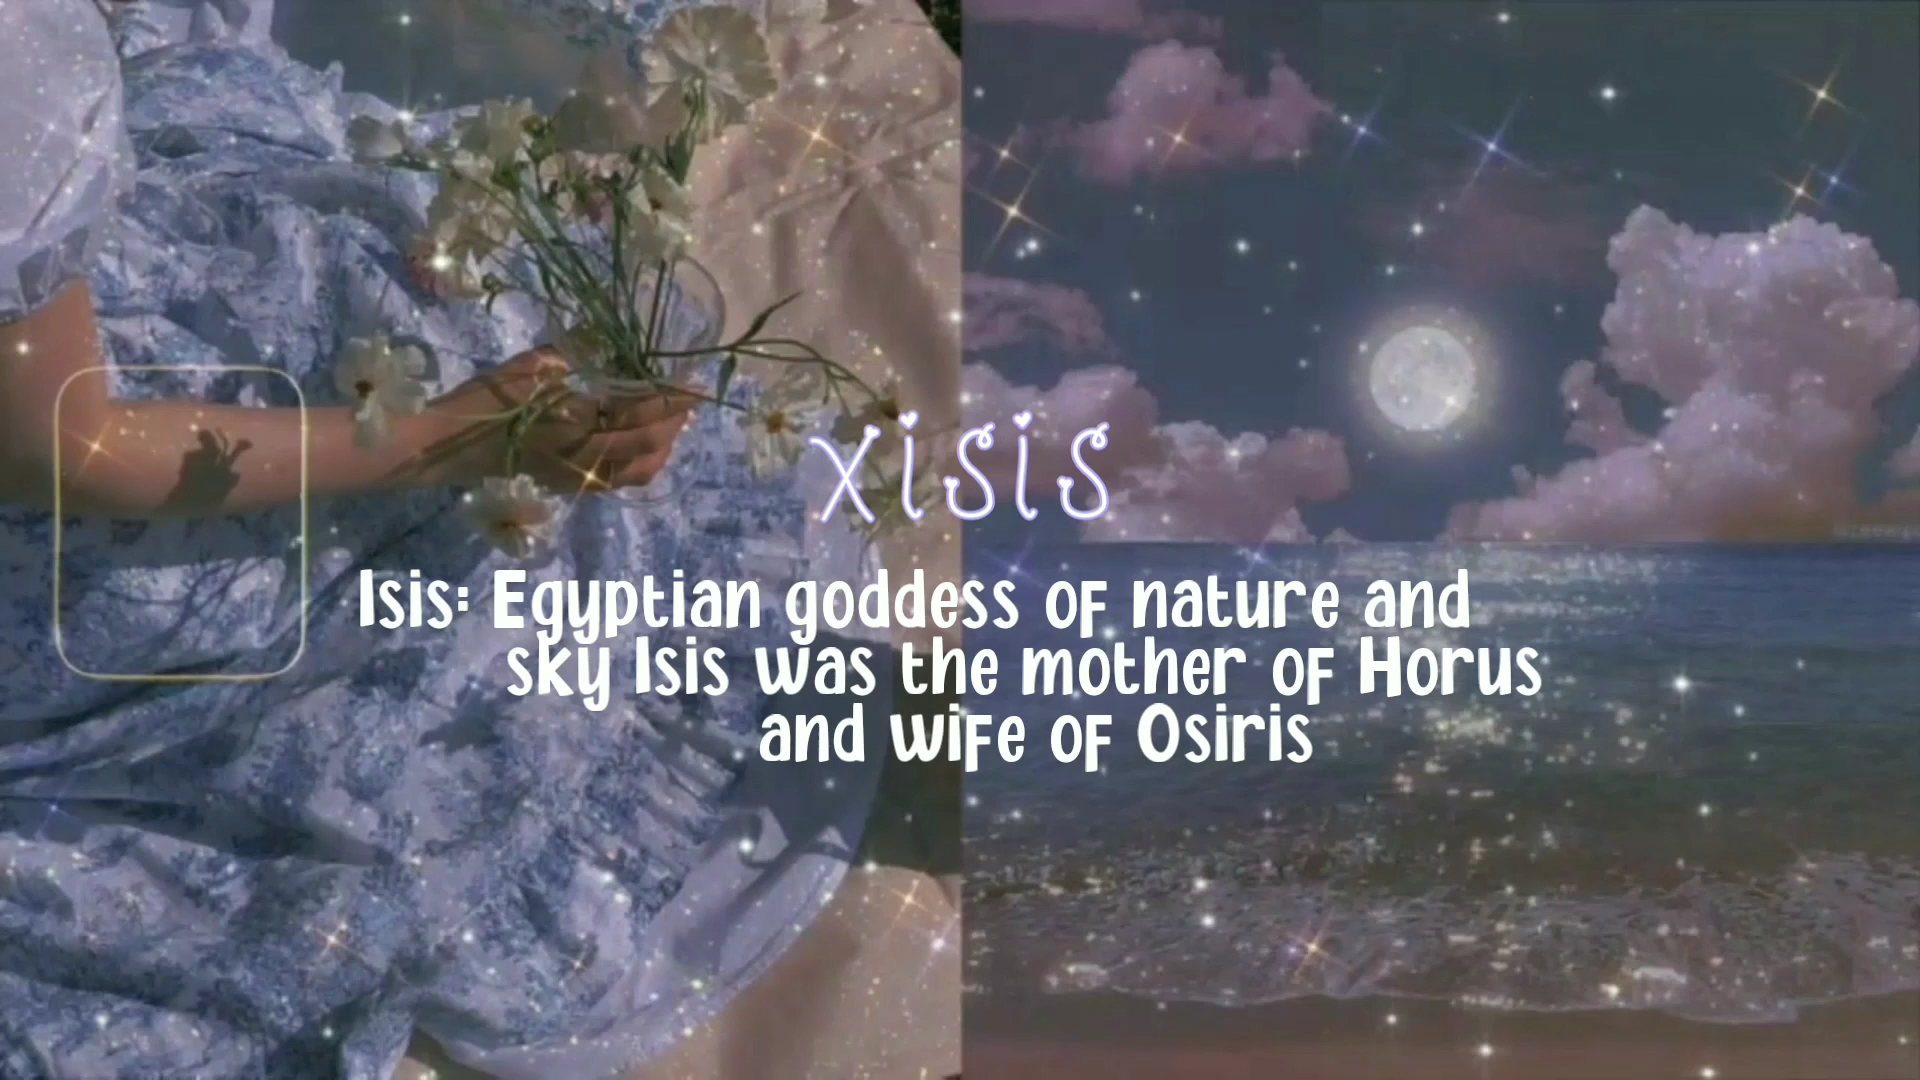 xisis
Isis: Egyptian goddess of nature and
sky Isis was the mother of Horus
and wife of Osiris